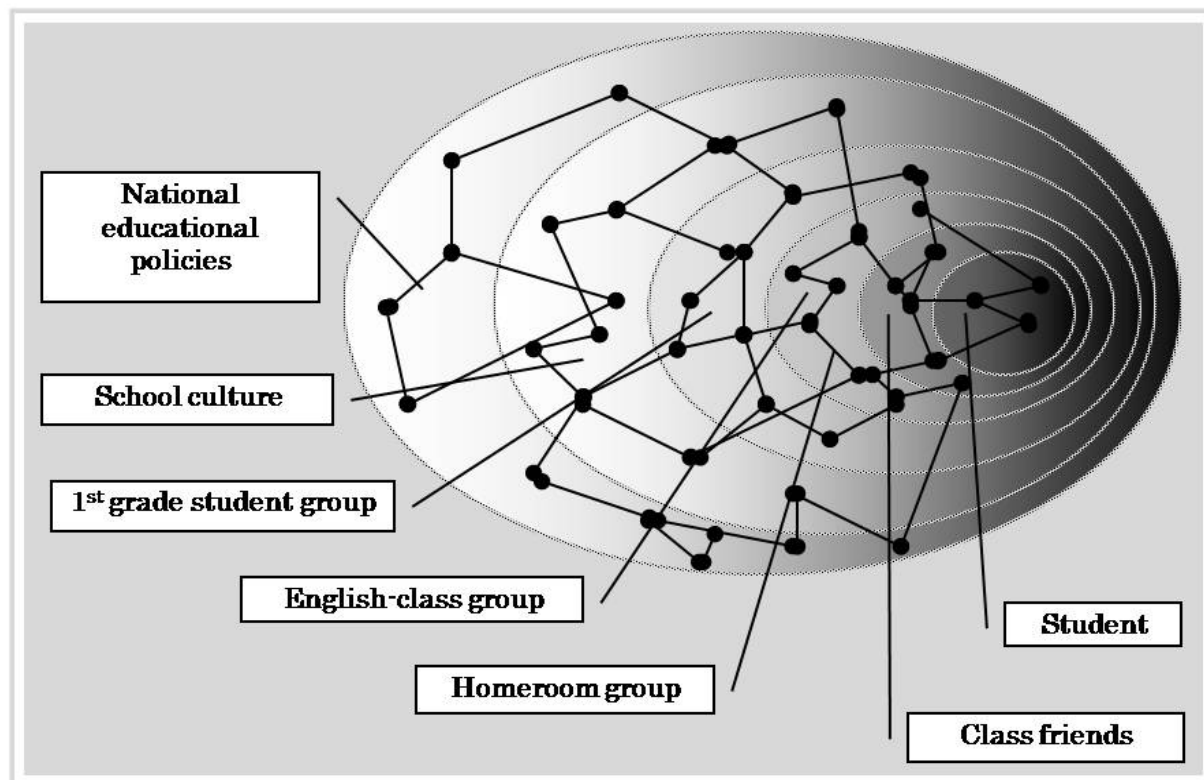 National
educational
policies
School culture
1st grade student group
English-class group
Student
Homeroom group
Class friends